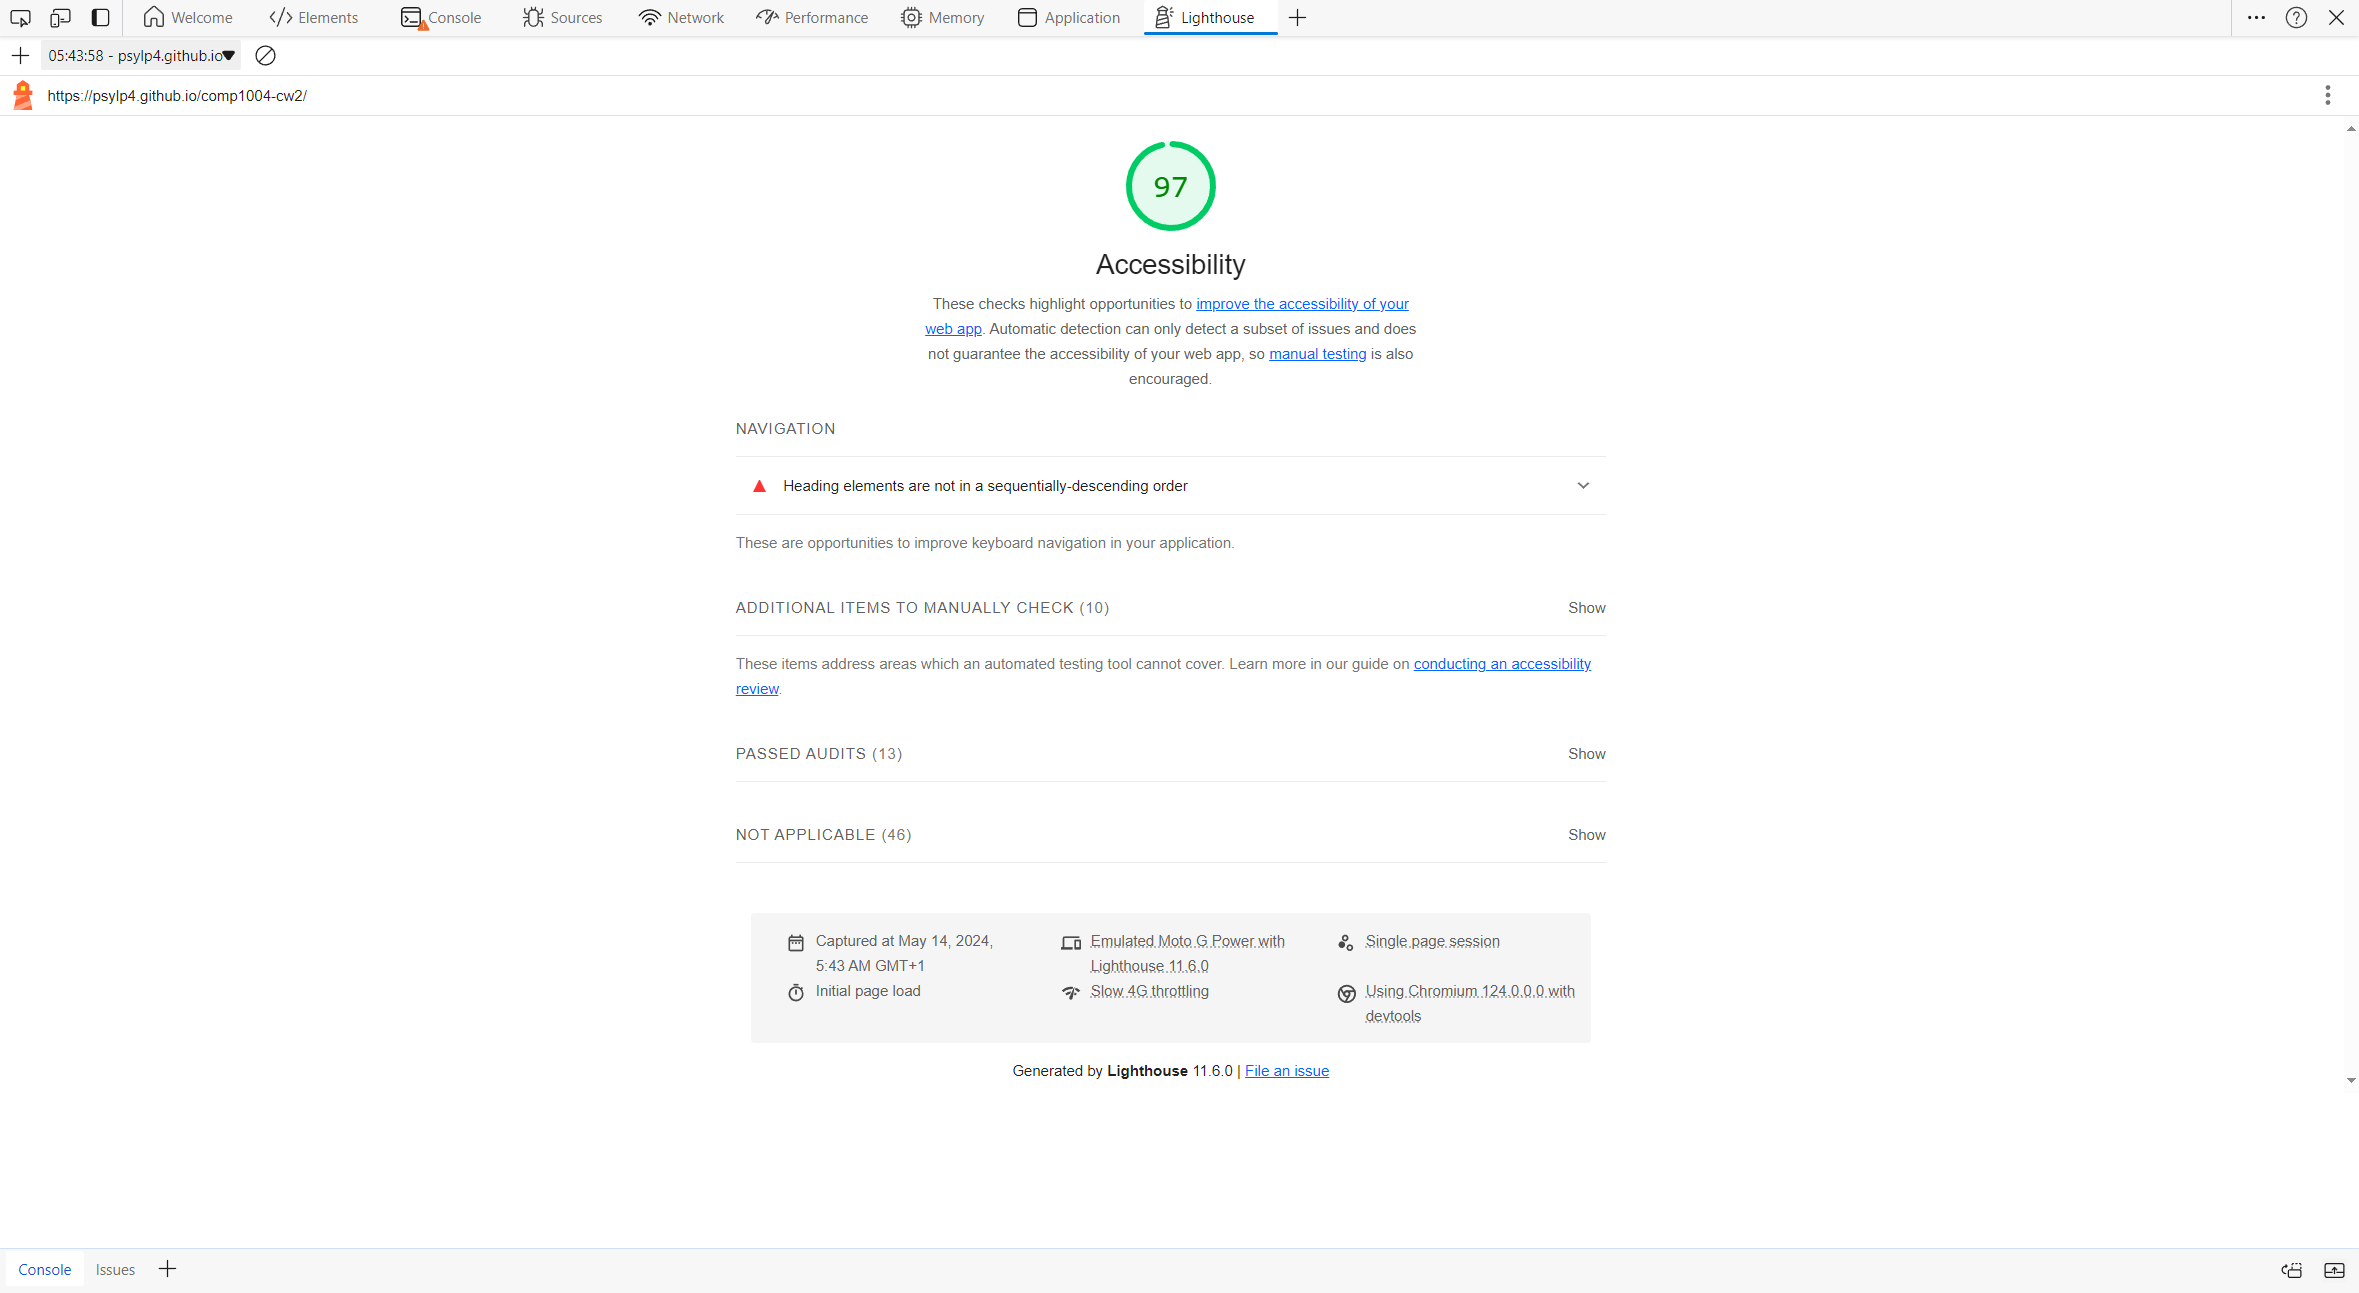 Welcome Elements Console Sources Network Performance Memory Application Lighthouse
05:43:58 - psylp4.github.io
https://psylp4.github.io/comp1004-cw2/
97
Accessibility
These checks highlight opportunities to improve the accessibility of your
web app. Automatic detection can only detect a subset of issues and does
not guarantee the accessibility of your web app, so manual testing is also
encouraged.
NAVIGATION
Heading elements are not in a sequentially-descending order
These are opportunities to improve keyboard navigation in your application.
ADDITIONAL ITEMS TO MANUALLY CHECK (10) Show
These items address areas which an automated testing tool cannot cover. Learn more in our guide on conducting an accessibility
review.
PASSED AUDITS (13) Show
NOT APPLICABLE (46) Show
Captured at May 14, 2024,
5:43 AM GMT+1
Initial page load
Emulated Moto G Power with
Lighthouse 11.6.0
Slow 4G throttling
Single page session
Using Chromium 124.0.0.0 with
devtools
Generated by Lighthouse 11.6.0 | File an issue
Console Issues